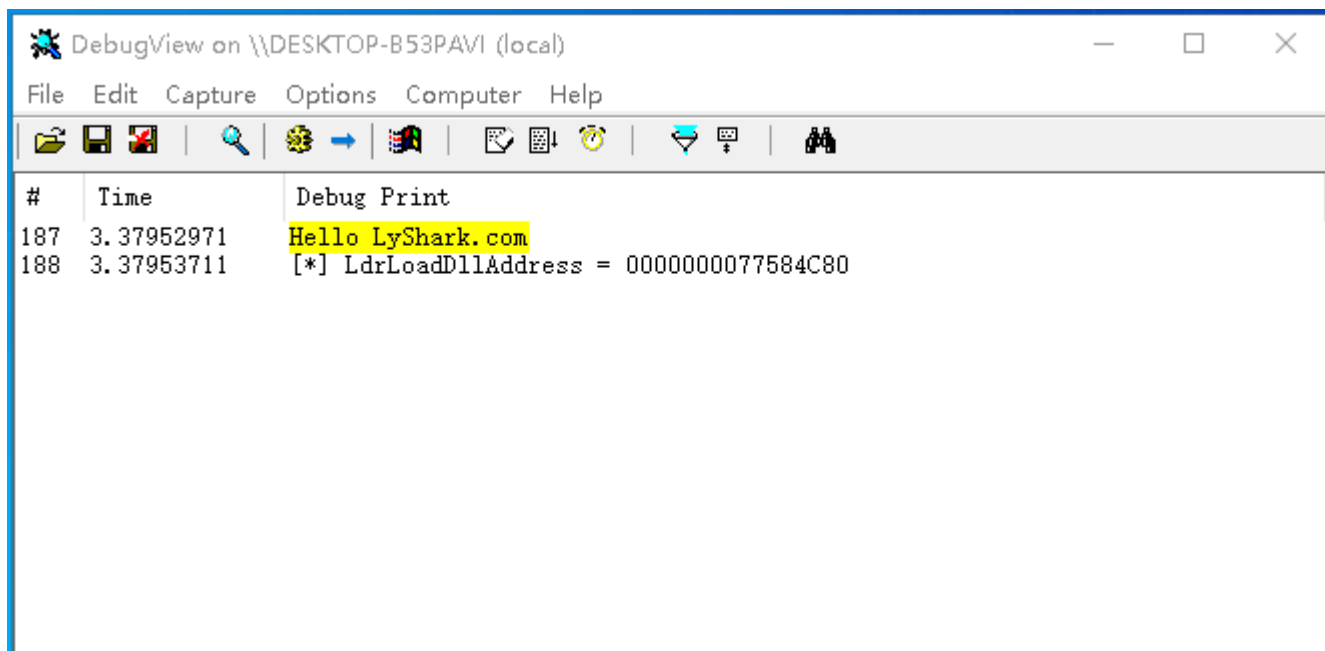 DebugView on \\DESKTOP-B53PAVI (local)
File Edit Capture Options Computer Help
# Time Debug Print
187 3.37952971 Hello LyShark.com
188 3.37953711 [*] LdrLoadDllAddress = 0000000077584C80